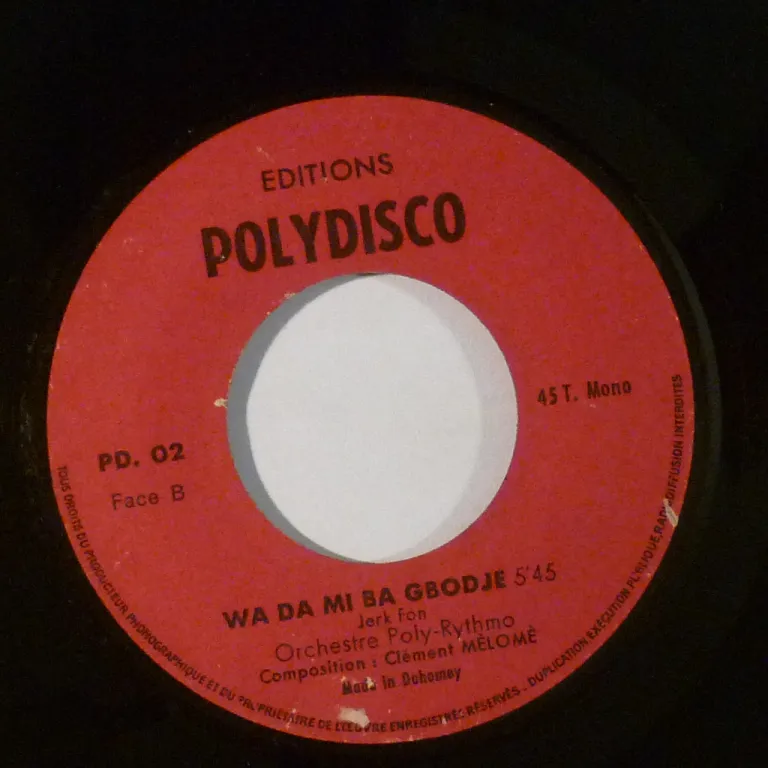 EDITIONS
POLYDISCO
45 T. Mono
PD. 02
Face B
WA DA MI BA GBODJE 5'45
Jerk Fon
Orchestre Poly-Rythmo
Composition : Clément MÈLOMÈ
Made in Dahomey
TOUS DROITS DU PRODUCTEUR PHONOGRAPHIQUE ET DU PROPRIÉTAIRE DE L'ŒUVRE ENREGISTRÉE RÉSERVÉS - DUPLICATION EXÉCUTION PUBLIQUE, RADIODIFFUSION INTERDITES